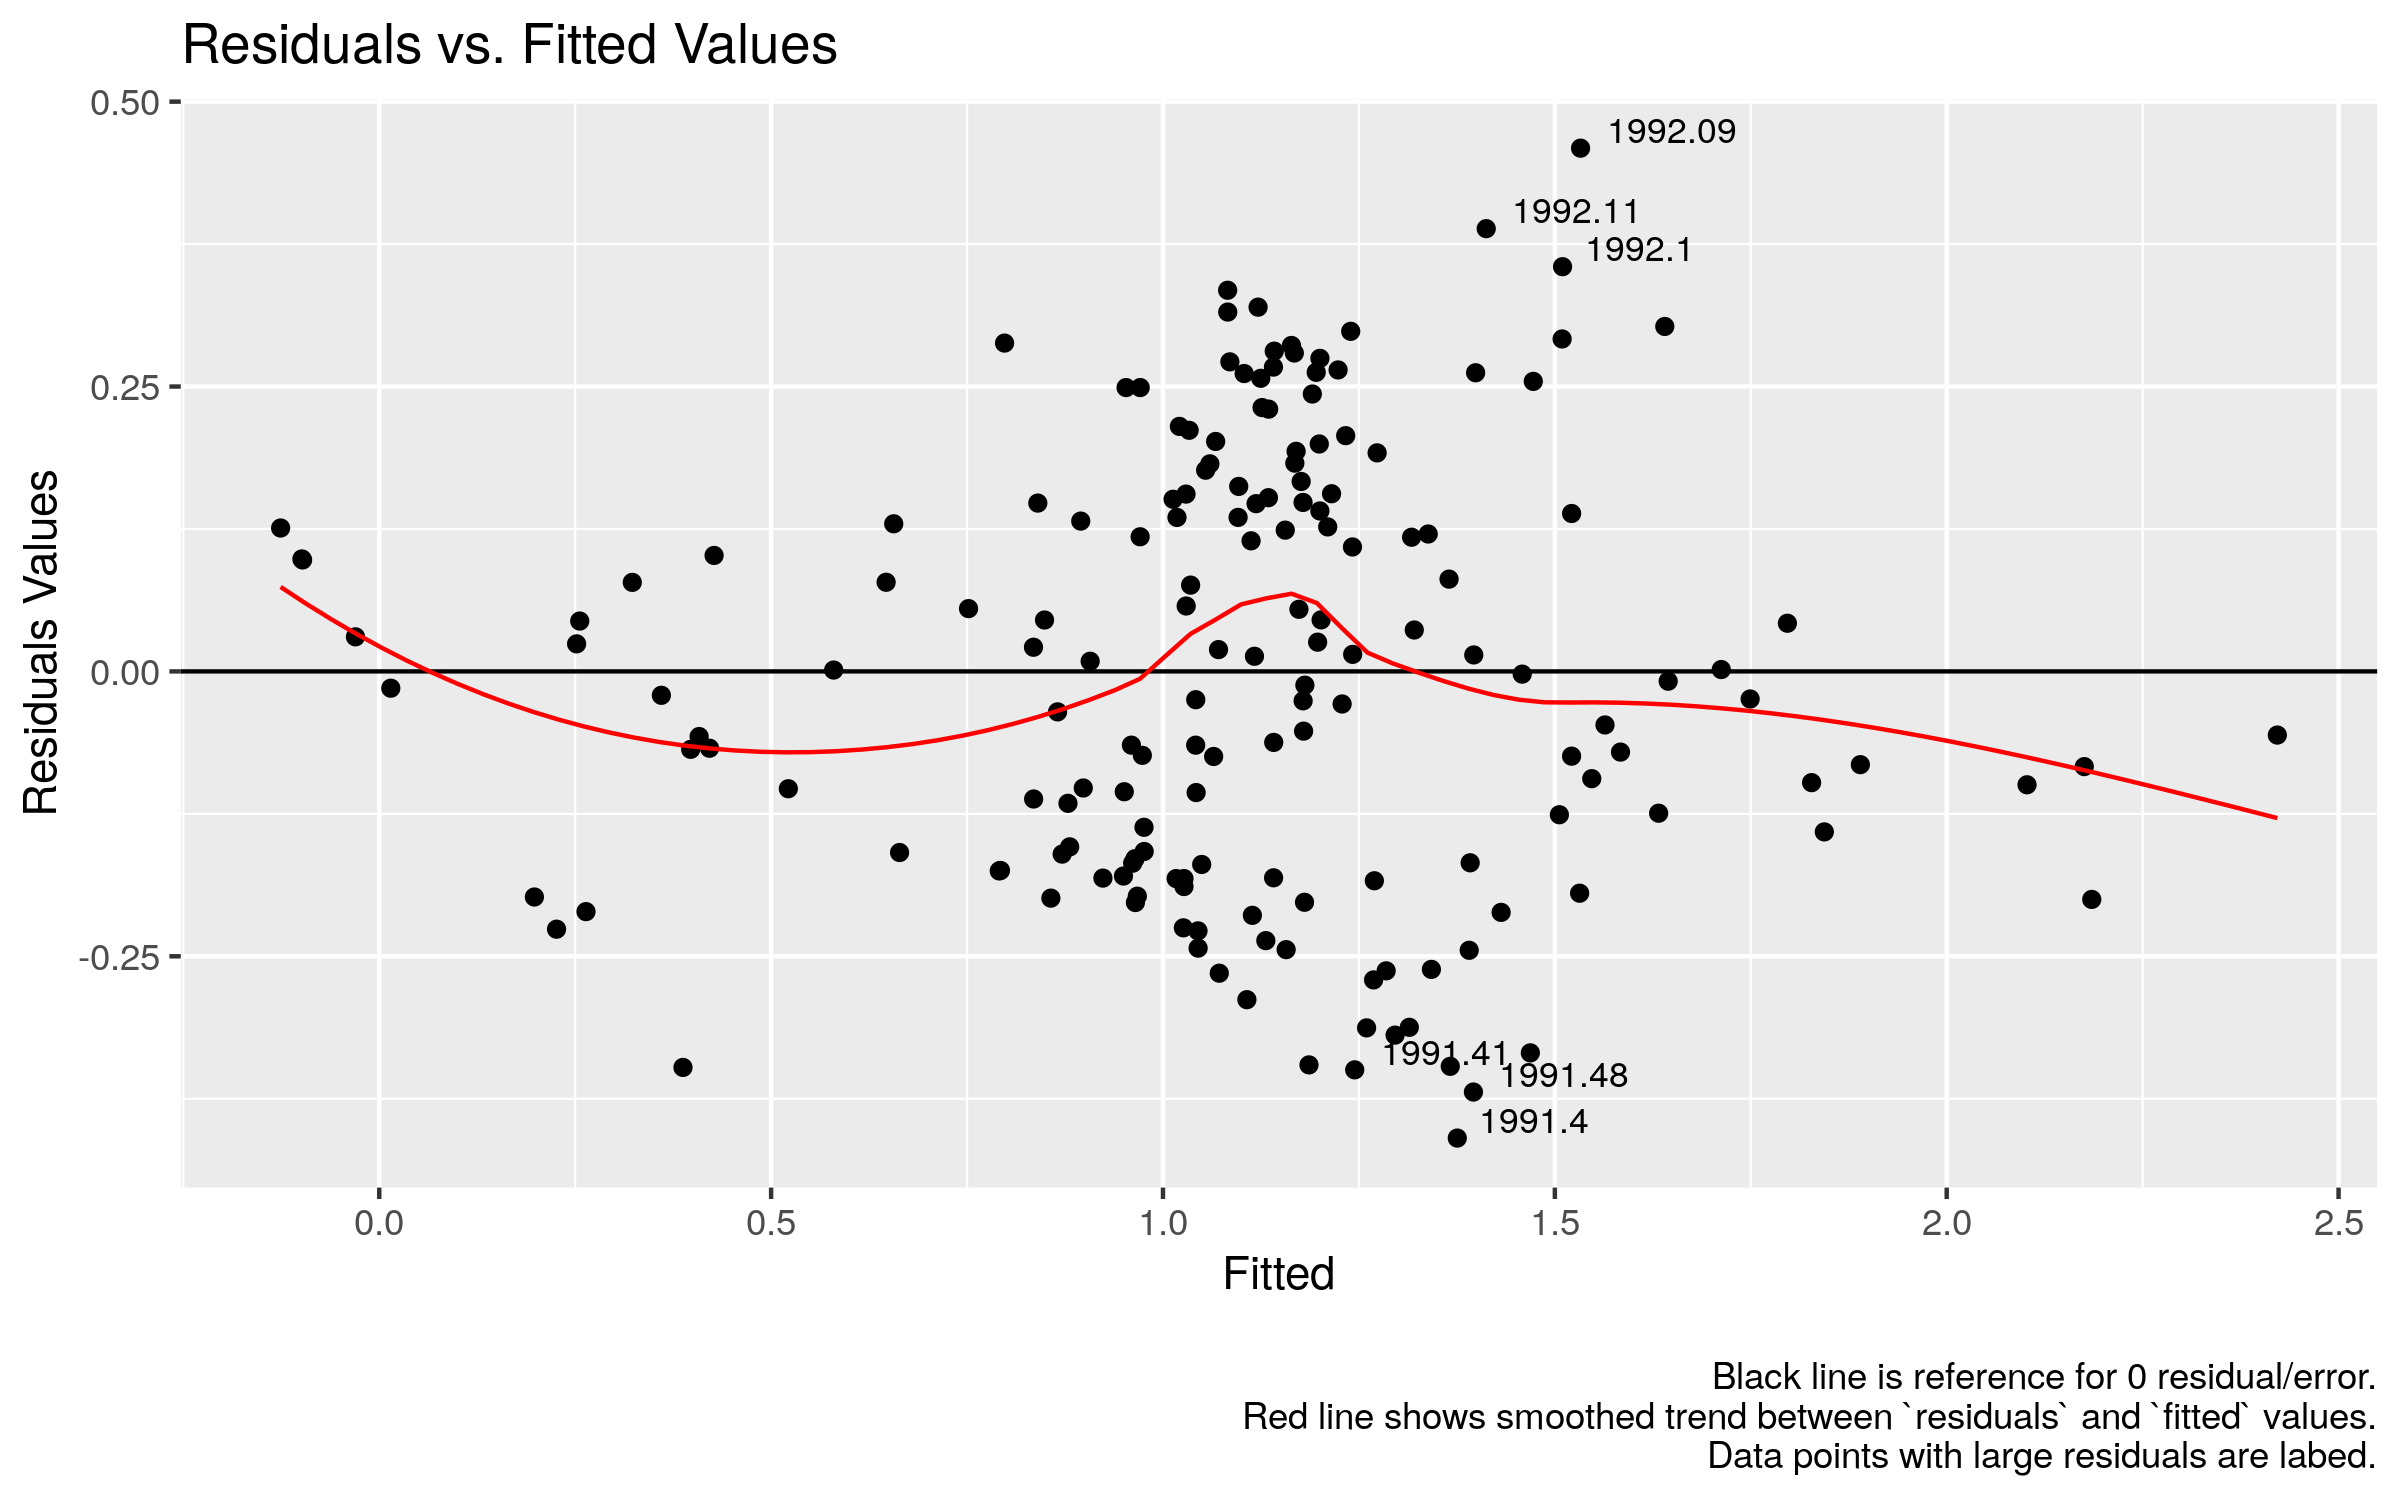 Residuals vs. Fitted Values
0.50
0.25
0.00
-0.25
Residuals Values
1992.09
1992.11
1992.1
1991.41
1991.48
1991.4
0.0 0.5 1.0 1.5 2.0 2.5
Fitted
Black line is reference for 0 residual/error.
Red line shows smoothed trend between `residuals` and `fitted` values.
Data points with large residuals are labed.